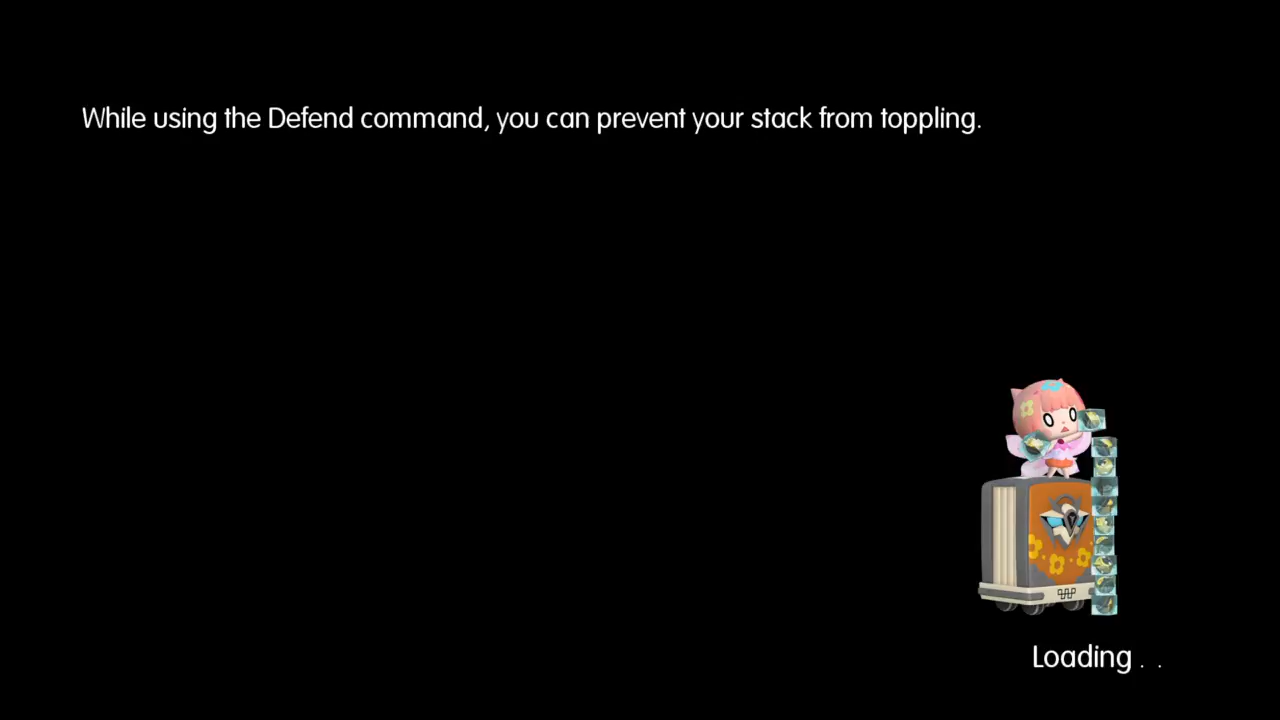 While using the Defend command, you can prevent your stack from toppling.
Loading . .